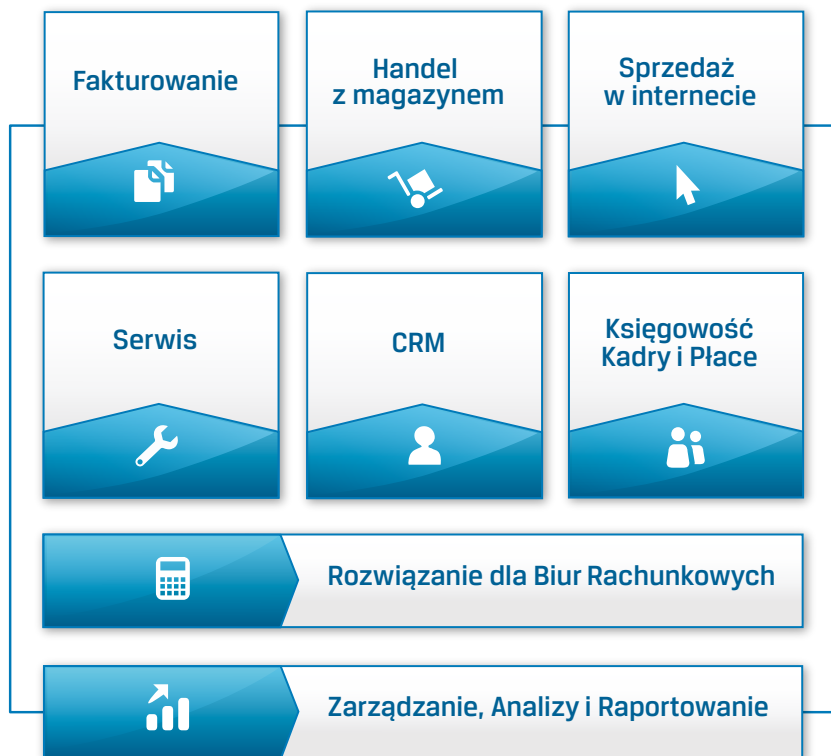 Fakturowanie
Handel
z magazynem
Sprzedaż
w internecie
Serwis
CRM
Księgowość
Kadry i Płace
Rozwiązanie dla Biur Rachunkowych
Zarządzanie, Analizy i Raportowanie